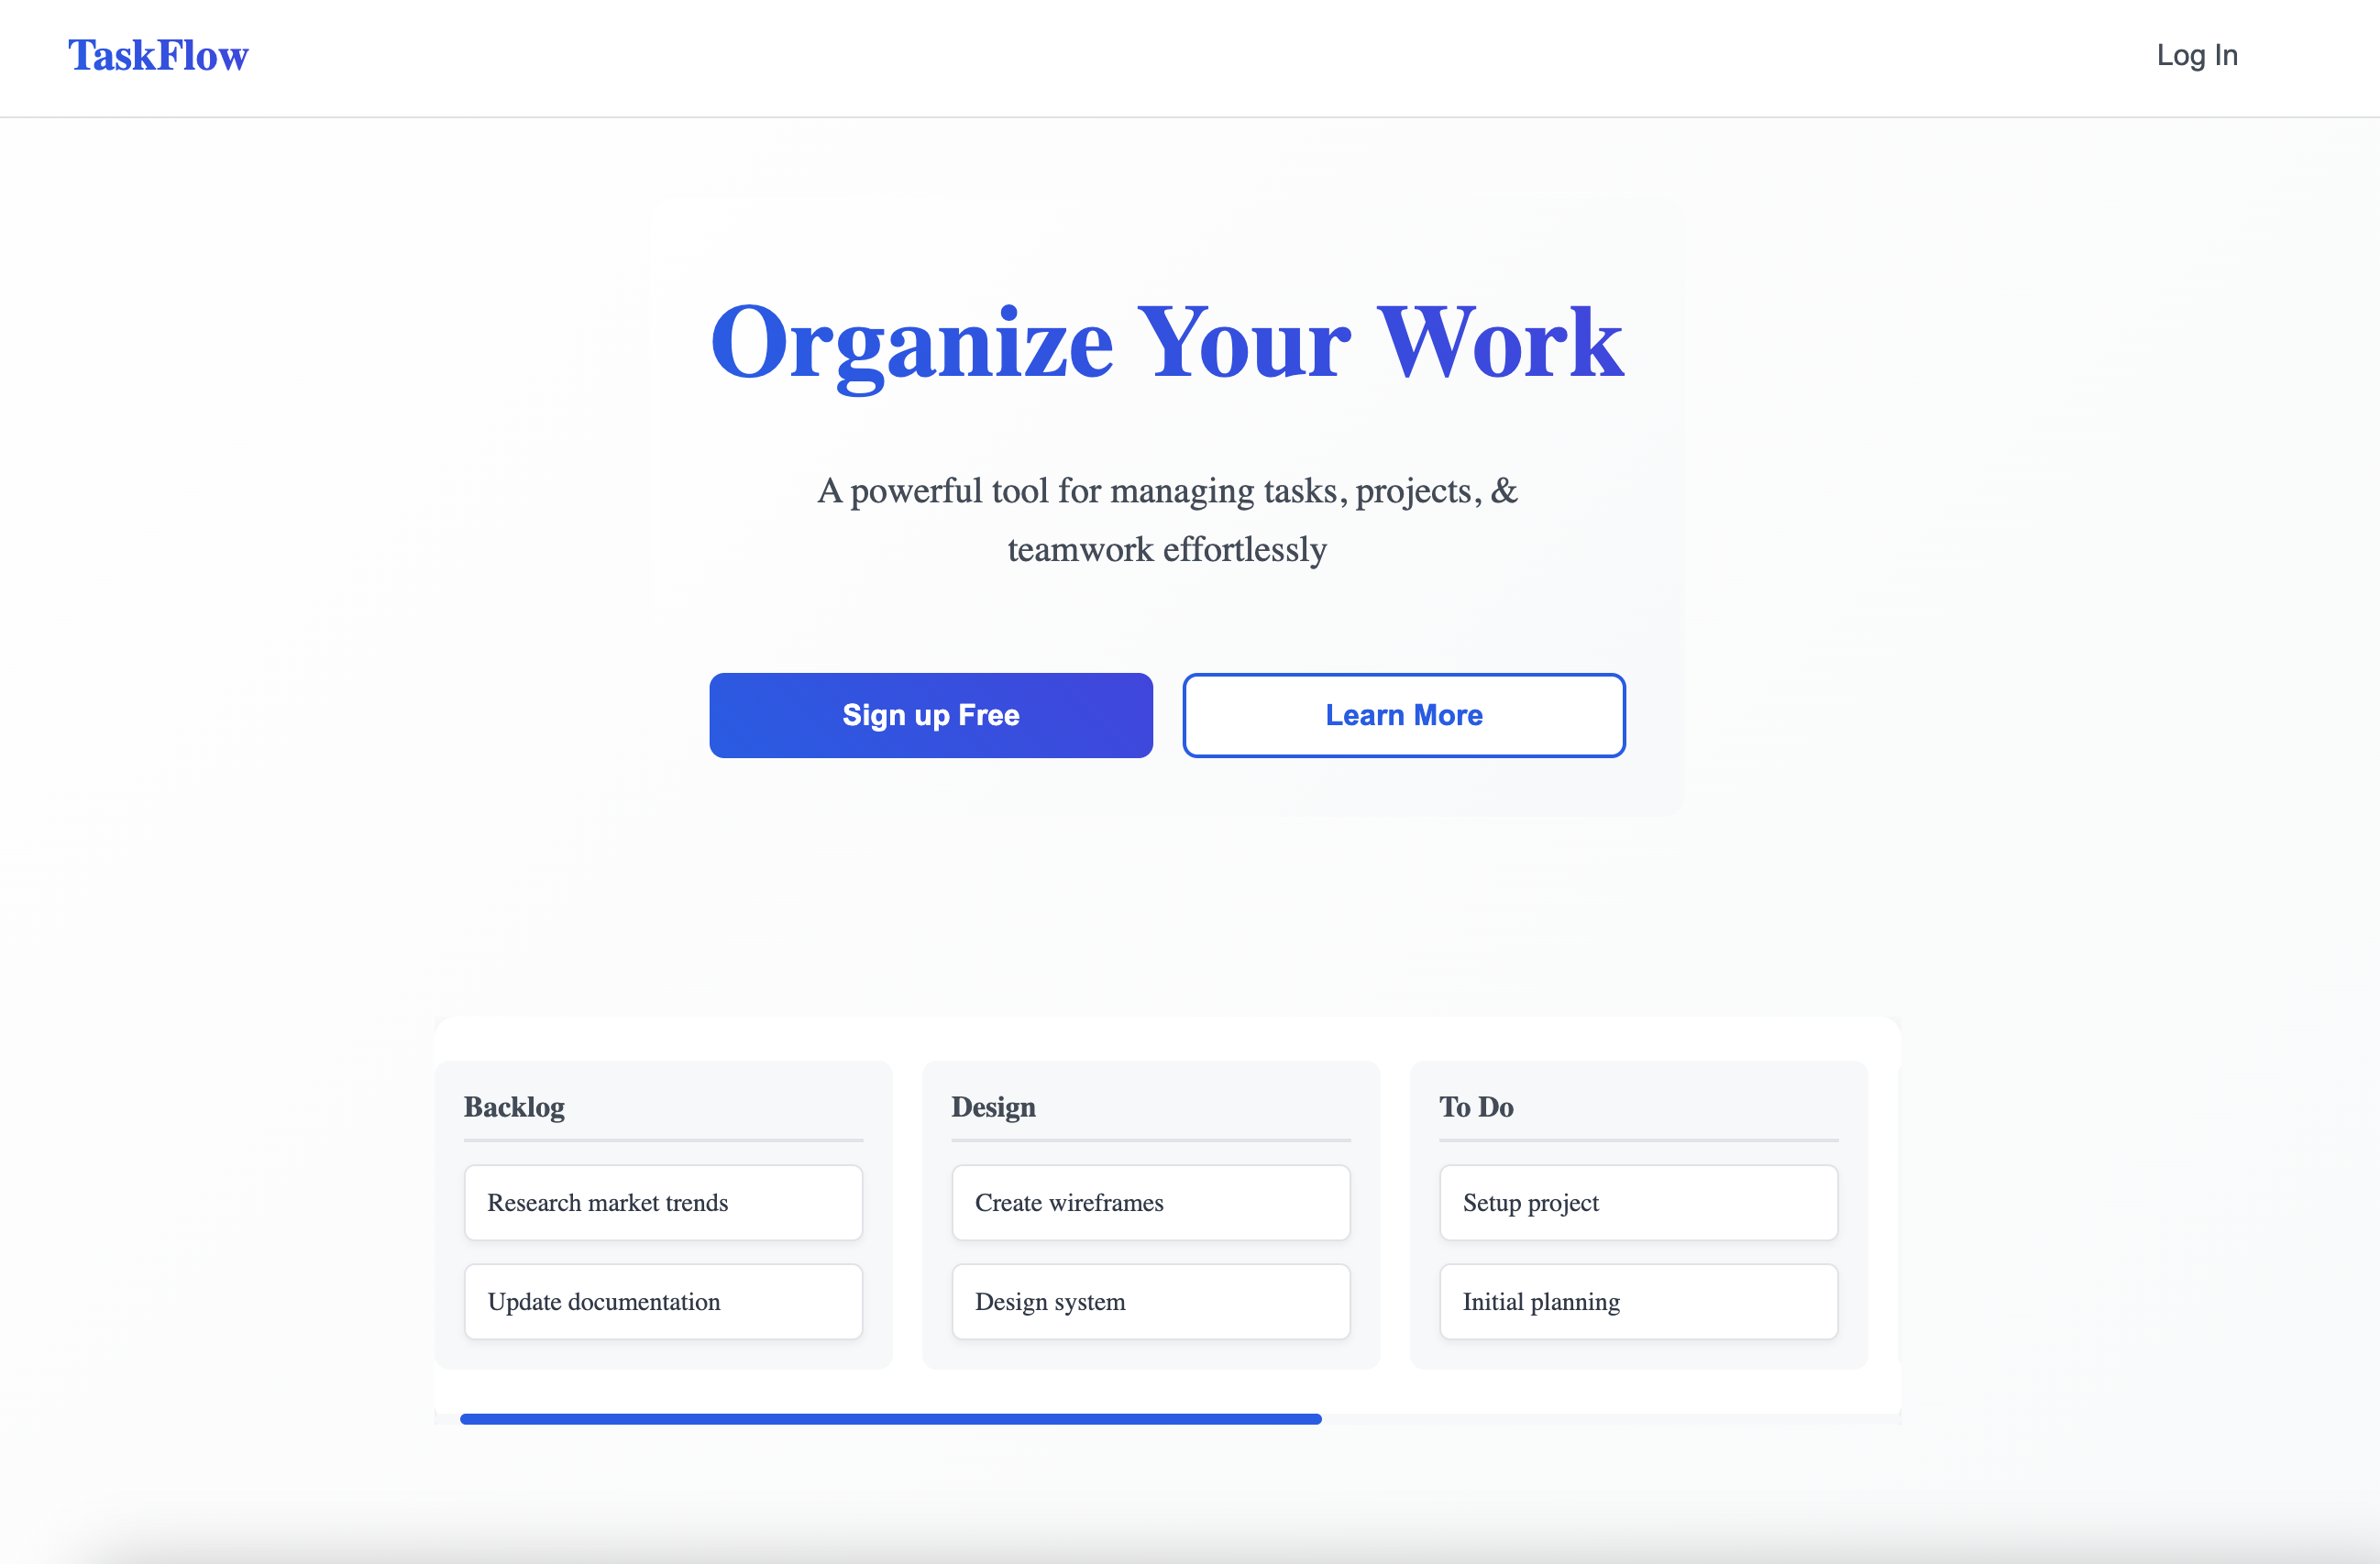 TaskFlow
Log In
Organize Your Work
A powerful tool for managing tasks, projects, &
teamwork effortlessly
Sign up Free
Learn More
Backlog
Research market trends
Update documentation
Design
Create wireframes
Design system
To Do
Setup project
Initial planning